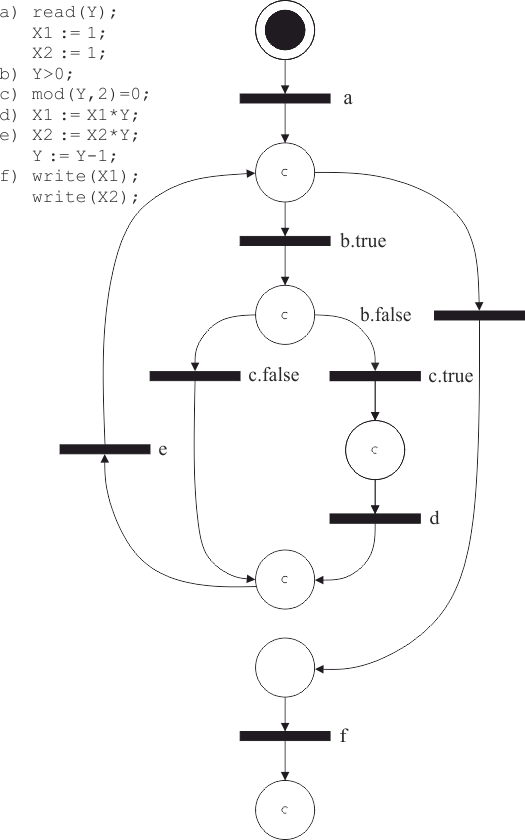 a) read(Y);
X1 := 1;
X2 := 1;
b) Y>0;
c) mod(Y,2)=0;
d) X1 := X1*Y;
e) X2 := X2*Y;
Y := Y-1;
f) write(X1);
write(X2);
a
c
b.true
c
b.false
c.false
c.true
c
e
d
c
f
c